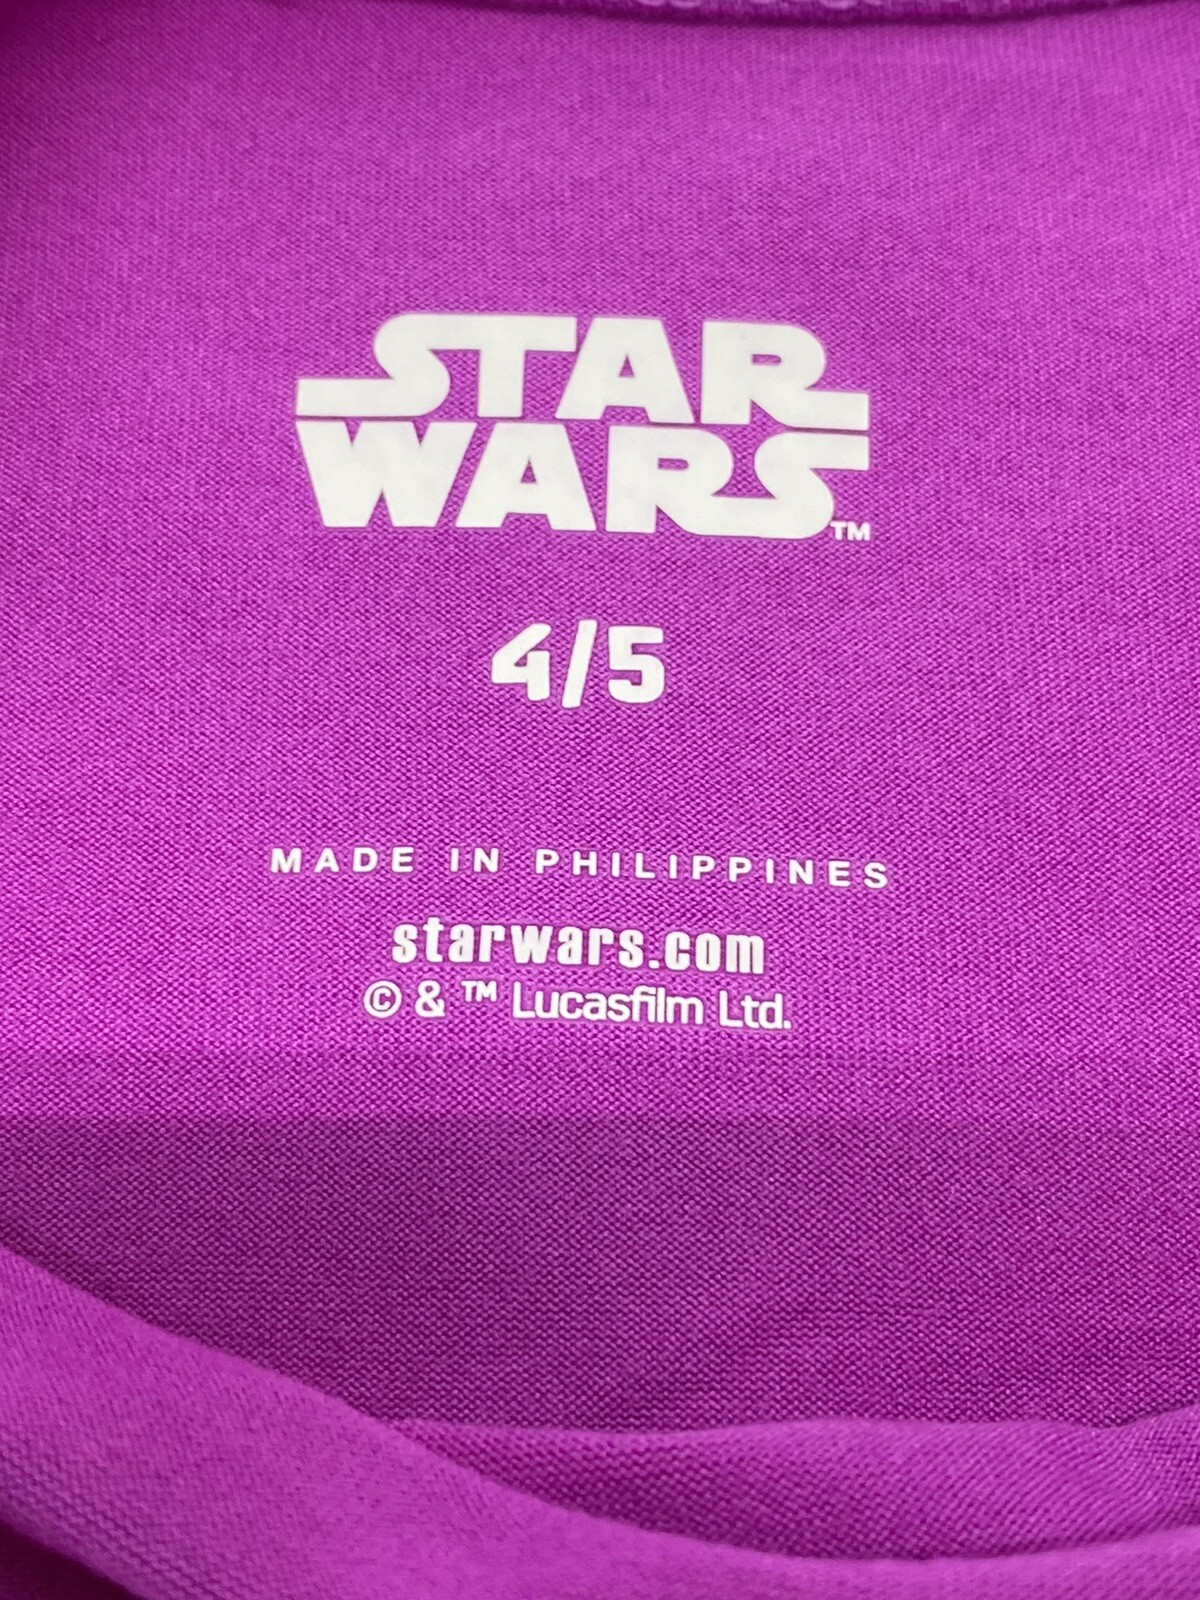 STAR
WARS™
4/5
MADE IN PHILIPPINES
starwars.com
© & ™ Lucasfilm Ltd.